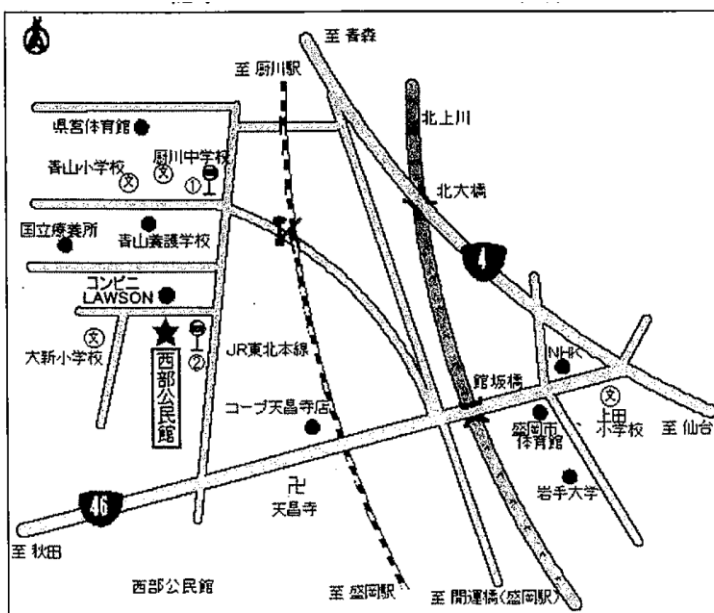 至 青森
至 厨川駅
北上川
県営体育館
厨川中学校
青山小学校
文
文
①
北大橋
国立療養所
青山養護学校
4
コンビニ
LAWSON
文
大新小学校
②
JR東北本線
西部公民館
NHK
館坂橋
文
コープ天昌寺店
盛岡市
体育館
上田
小学校
至 仙台
岩手大学
卍
天昌寺
46
至 秋田
西部公民館
至 盛岡駅
至 開運橋(盛岡駅)